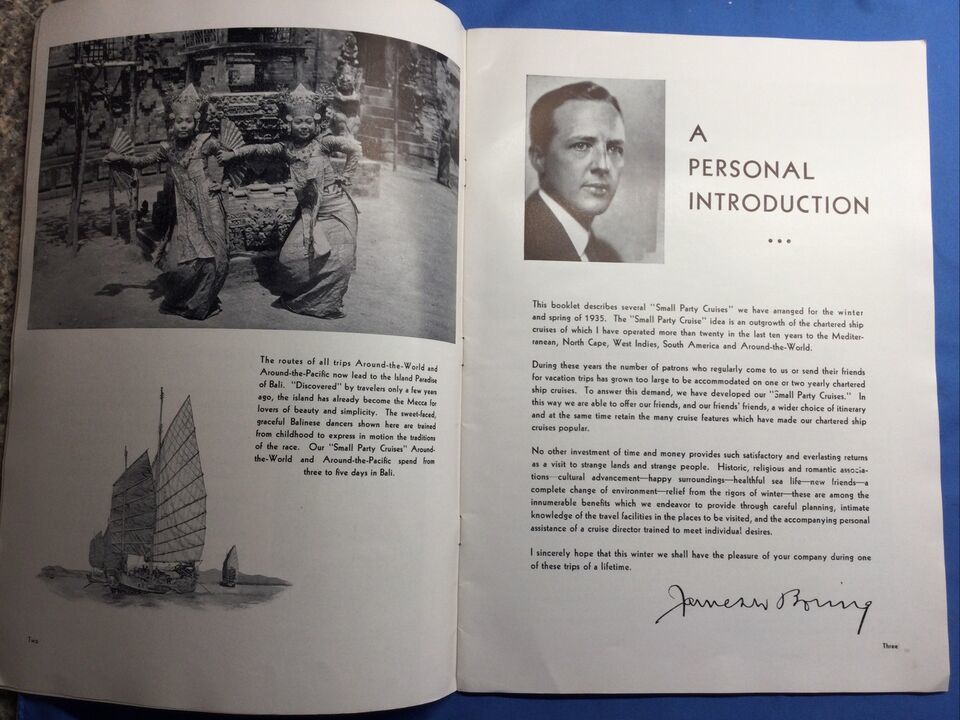 The routes of all trips Around-the-World and
Around-the-Pacific now lead to the Island Paradise
of Bali. "Discovered" by travelers only a few years
ago, the island has already become the Mecca for
lovers of beauty and simplicity. The sweet-faced,
graceful Balinese dancers shown here are trained
from childhood to express in motion the traditions
of the race. Our "Small Party Cruises" Around-
the-World and Around-the-Pacific spend from
three to five days in Bali.
Two
A
PERSONAL
INTRODUCTION
...
This booklet describes several "Small Party Cruises" we have arranged for the winter
and spring of 1935. The "Small Party Cruise" idea is an outgrowth of the chartered ship
cruises of which I have operated more than twenty in the last ten years to the Mediter-
ranean, North Cape, West Indies, South America and Around-the-World.
During these years the number of patrons who regularly come to us or send their friends
for vacation trips has grown too large to be accommodated on one or two yearly chartered
ship cruises. To answer this demand, we have developed our "Small Party Cruises." In
this way we are able to offer our friends, and our friends' friends, a wider choice of itinerary
and at the same time retain the many cruise features which have made our chartered ship
cruises popular.
No other investment of time and money provides such satisfactory and everlasting returns
as a visit to strange lands and strange people. Historic, religious and romantic associa-
tions—cultural advancement—happy surroundings—healthful sea life—new friends—a
complete change of environment—relief from the rigors of winter—these are among the
innumerable benefits which we endeavor to provide through careful planning, intimate
knowledge of the travel facilities in the places to be visited, and the accompanying personal
assistance of a cruise director trained to meet individual desires.
I sincerely hope that this winter we shall have the pleasure of your company during one
of these trips of a lifetime.
James W Boring
Three